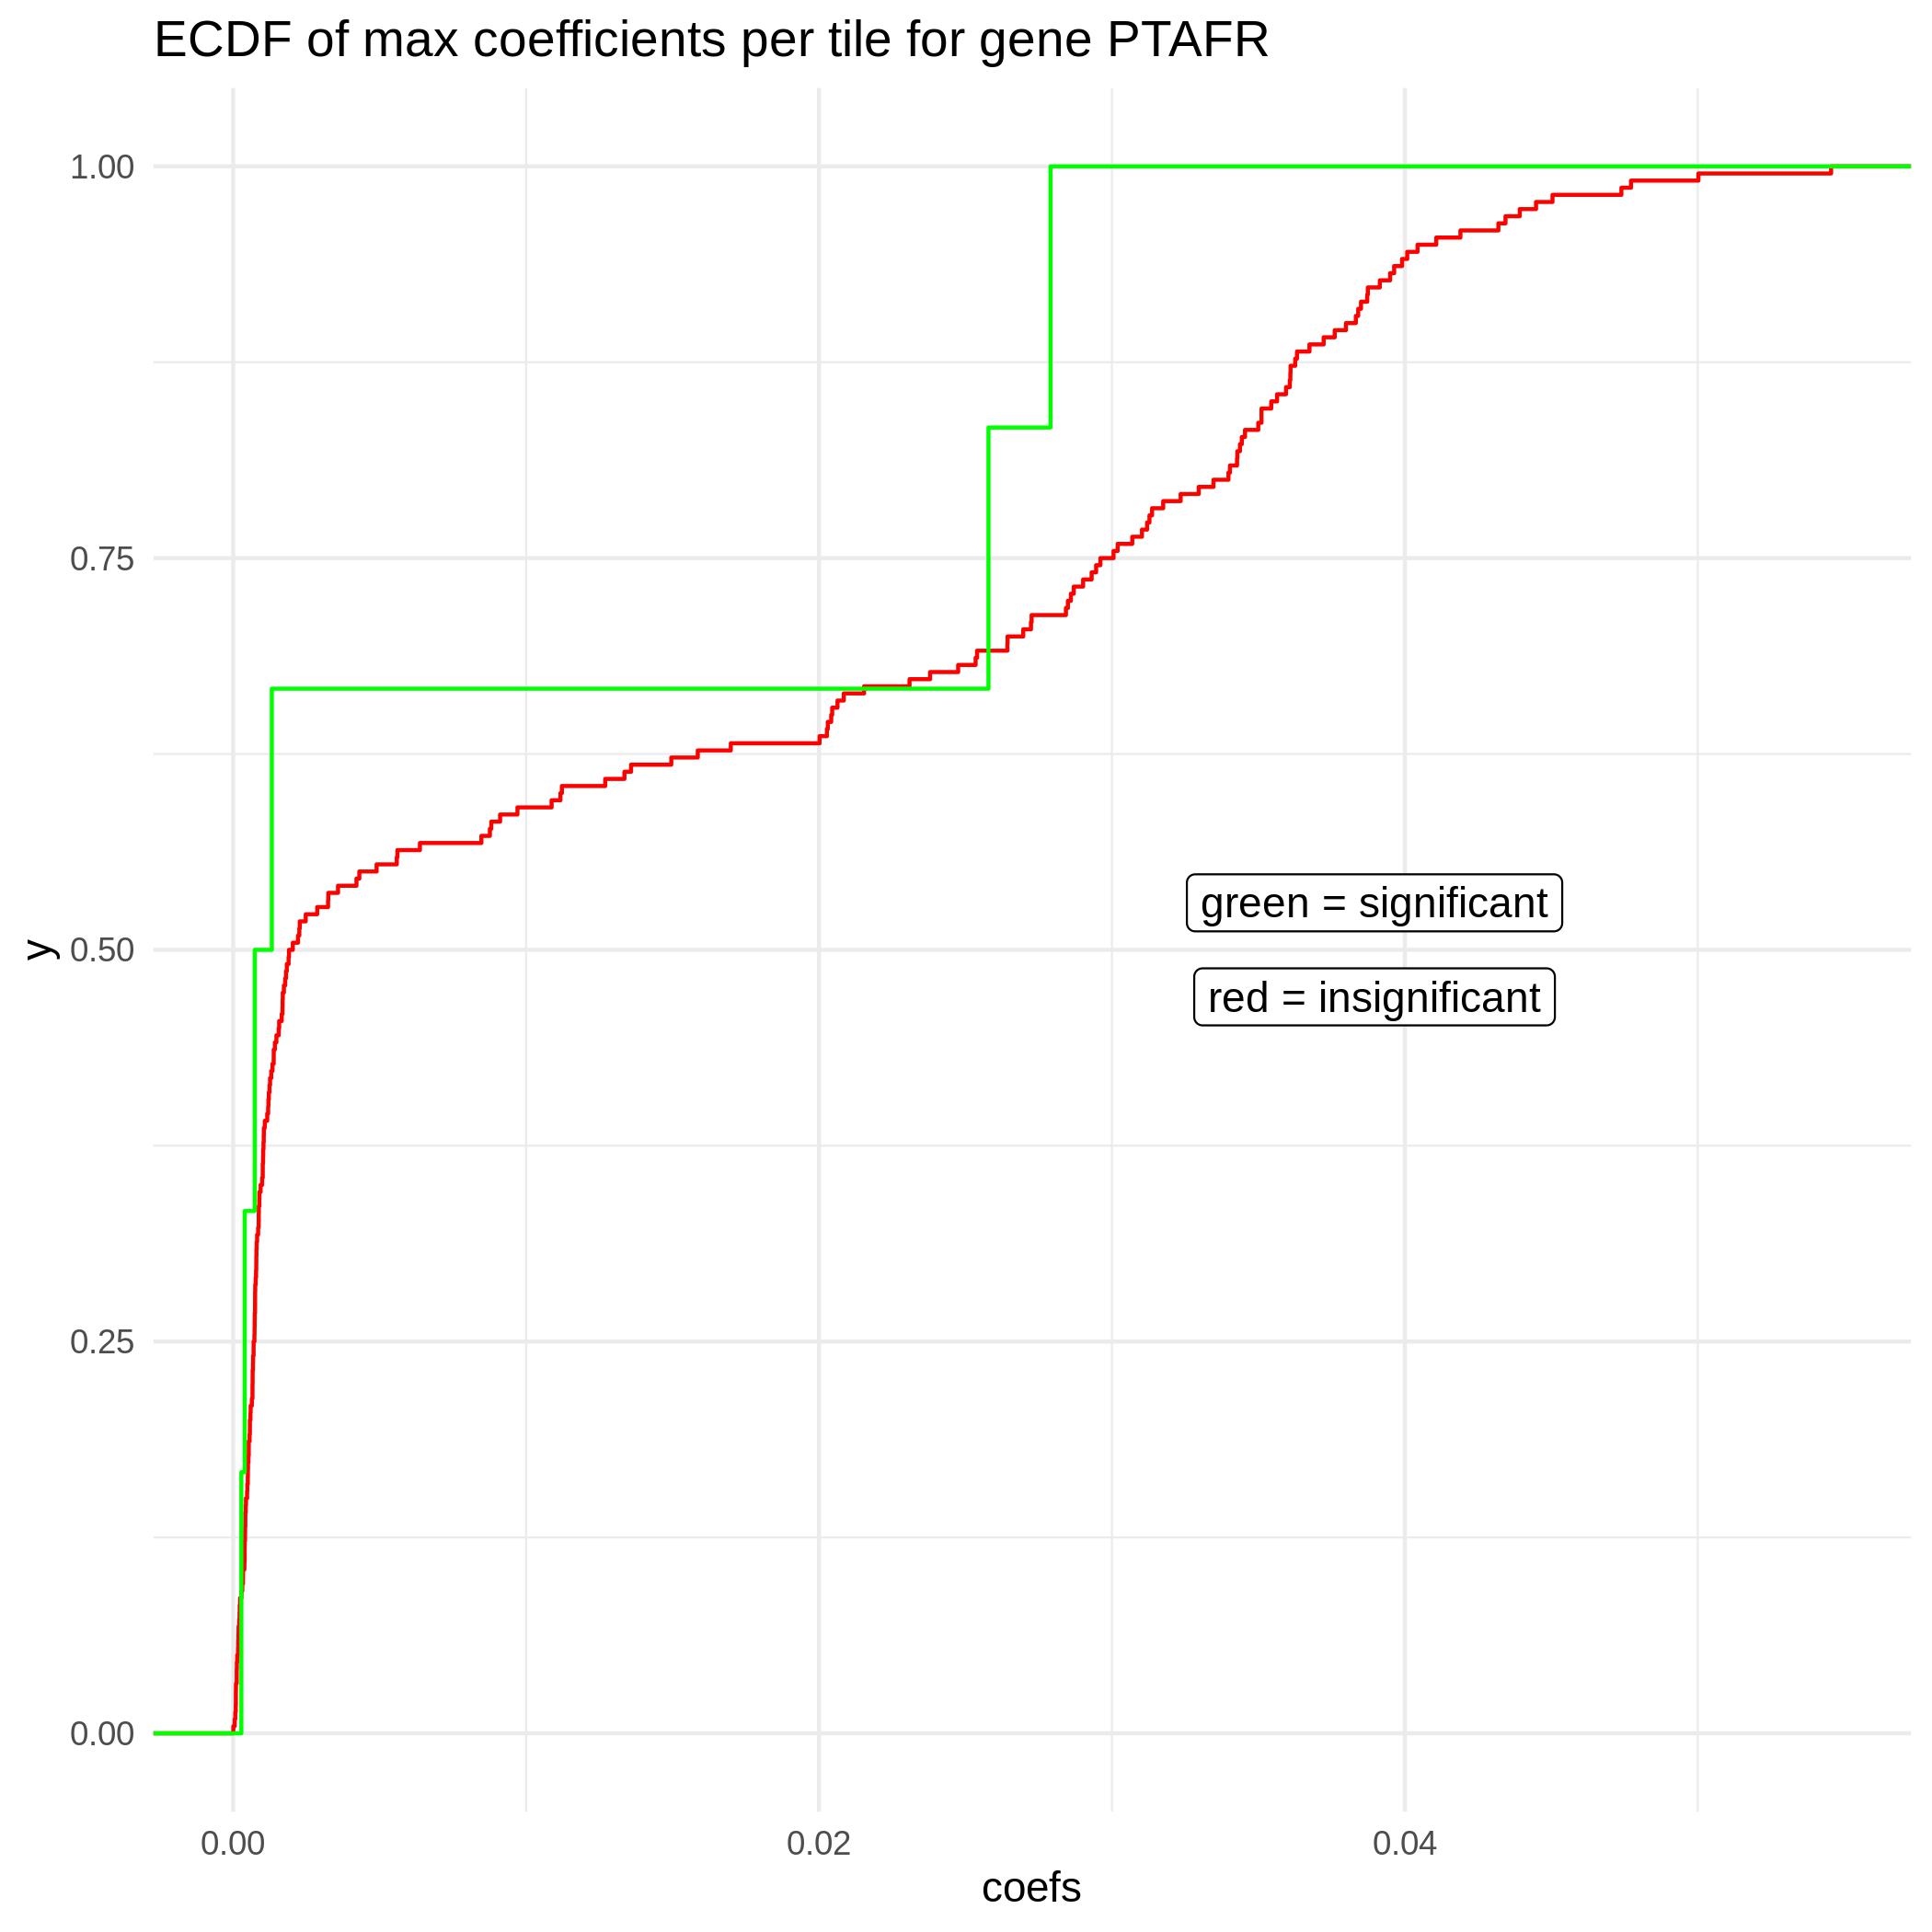 ECDF of max coefficients per tile for gene PTAFR
1.00
0.75
0.50
0.25
0.00
y
green = significant
red = insignificant
0.00 0.02 0.04
coefs